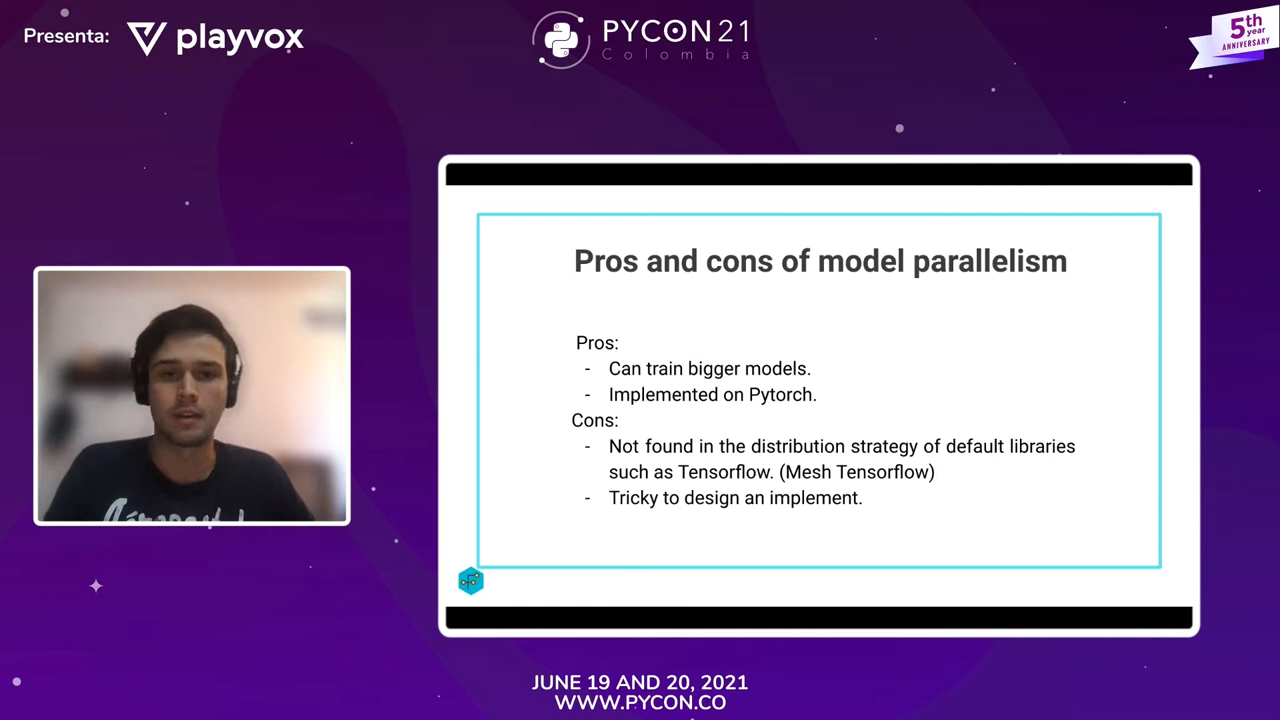 Presenta: playvox
PYCON 21
Colombia
5th
year
ANNIVERSARY
Pros and cons of model parallelism
Pros:
- Can train bigger models.
- Implemented on Pytorch.
Cons:
- Not found in the distribution strategy of default libraries
such as Tensorflow. (Mesh Tensorflow)
- Tricky to design an implement.
JUNE 19 AND 20, 2021
WWW.PYCON.CO